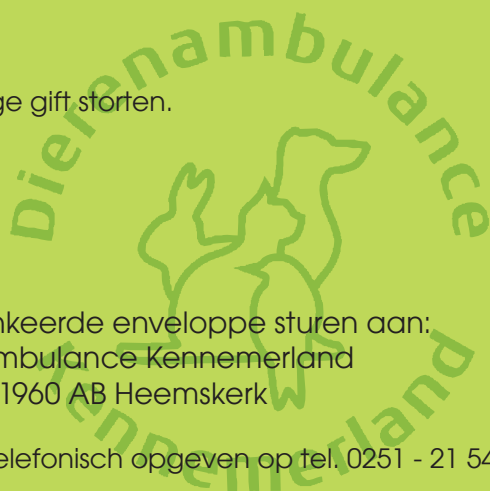 Dierenambulance
ge gift storten.
nkeerde enveloppe sturen aan:
mbulance Kennemerland
1960 AB Heemskerk
Kennemerland
elefonisch opgeven op tel. 0251 - 21 54